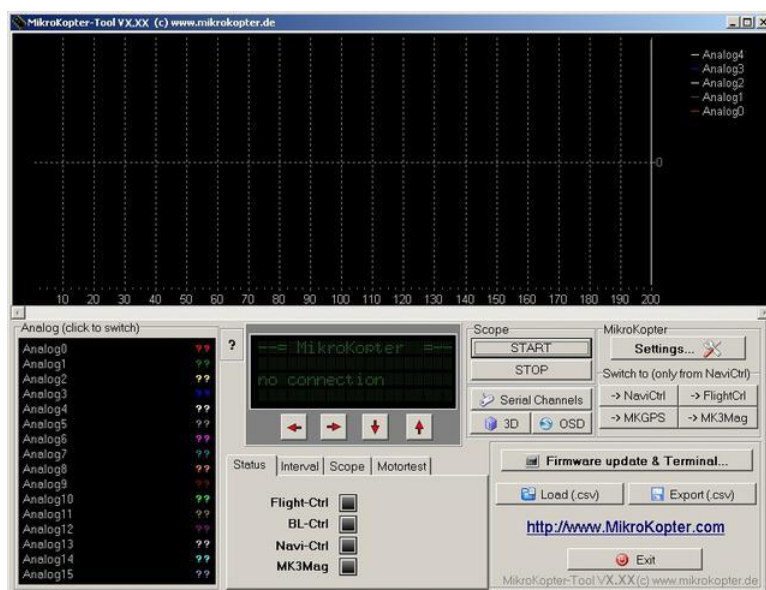 MikroKopter-Tool VX.XX (c) www.mikrokopter.de
Analog4
Analog3
Analog2
Analog1
Analog0
0
10 20 30 40 50 60 70 80 90 100 110 120 130 140 150 160 170 180 190 200
Analog (click to switch)
Analog0 ??
Analog1 ??
Analog2 ??
Analog3 ??
Analog4 ??
Analog5 ??
Analog6 ??
Analog7 ??
Analog8 ??
Analog9 ??
Analog10 ??
Analog11 ??
Analog12 ??
Analog13 ??
Analog14 ??
Analog15 ??
?
--= MikroKopter =--
no connection
Status Interval Scope Motortest
Flight-Ctrl
BL-Ctrl
Navi-Ctrl
MK3Mag
Scope
START
STOP
Serial Channels
3D OSD
MikroKopter
Settings...
Switch to (only from NaviCtrl)
-> NaviCtrl -> FlightCtrl
-> MKGPS -> MK3Mag
Firmware update & Terminal...
Load (.csv) Export (.csv)
http://www.MikroKopter.com
Exit
MikroKopter-Tool VX.XX (c) www.mikrokopter.de